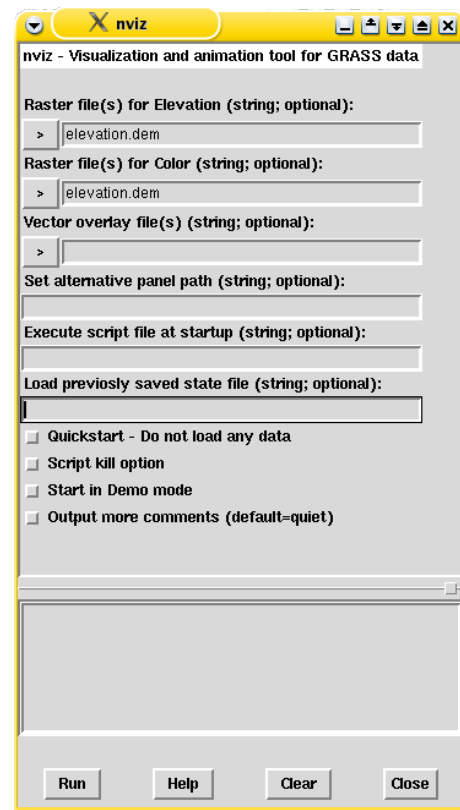 nviz
nviz - Visualization and animation tool for GRASS data
Raster file(s) for Elevation (string; optional):
> elevation.dem
Raster file(s) for Color (string; optional):
> elevation.dem
Vector overlay file(s) (string; optional):
>
Set alternative panel path (string; optional):
Execute script file at startup (string; optional):
Load previosly saved state file (string; optional):
Quickstart - Do not load any data
Script kill option
Start in Demo mode
Output more comments (default=quiet)
Run Help Clear Close